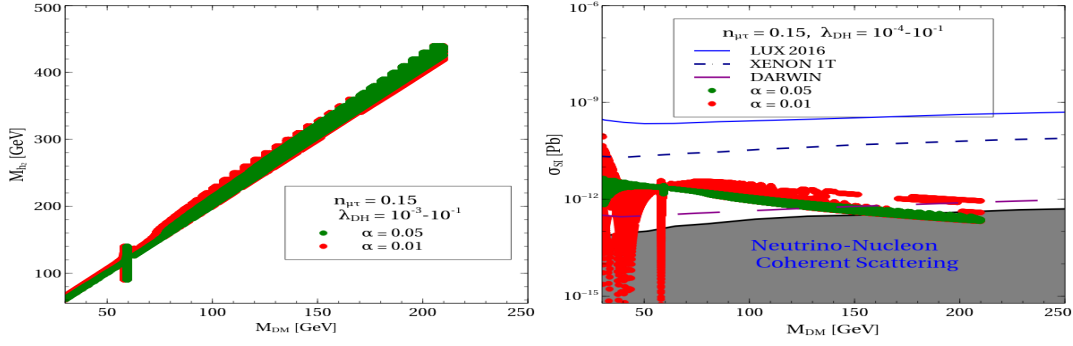 400
300
200
100
M_{h₂} [GeV]
n_{μτ} = 0.15
λ_{DH} = 10^{-3}-10^{-1}
α = 0.05
α = 0.01
50 100 150 200 250
M_{DM} [GeV]
10^{-6}
10^{-9}
10^{-12}
10^{-15}
σ_{SI} [Pb]
n_{μτ} = 0.15, λ_{DH} = 10^{-4}-10^{-1}
LUX 2016
XENON 1T
DARWIN
α = 0.05
α = 0.01
Neutrino-Nucleon
Coherent Scattering
50 100 150 200 250
M_{DM} [GeV]